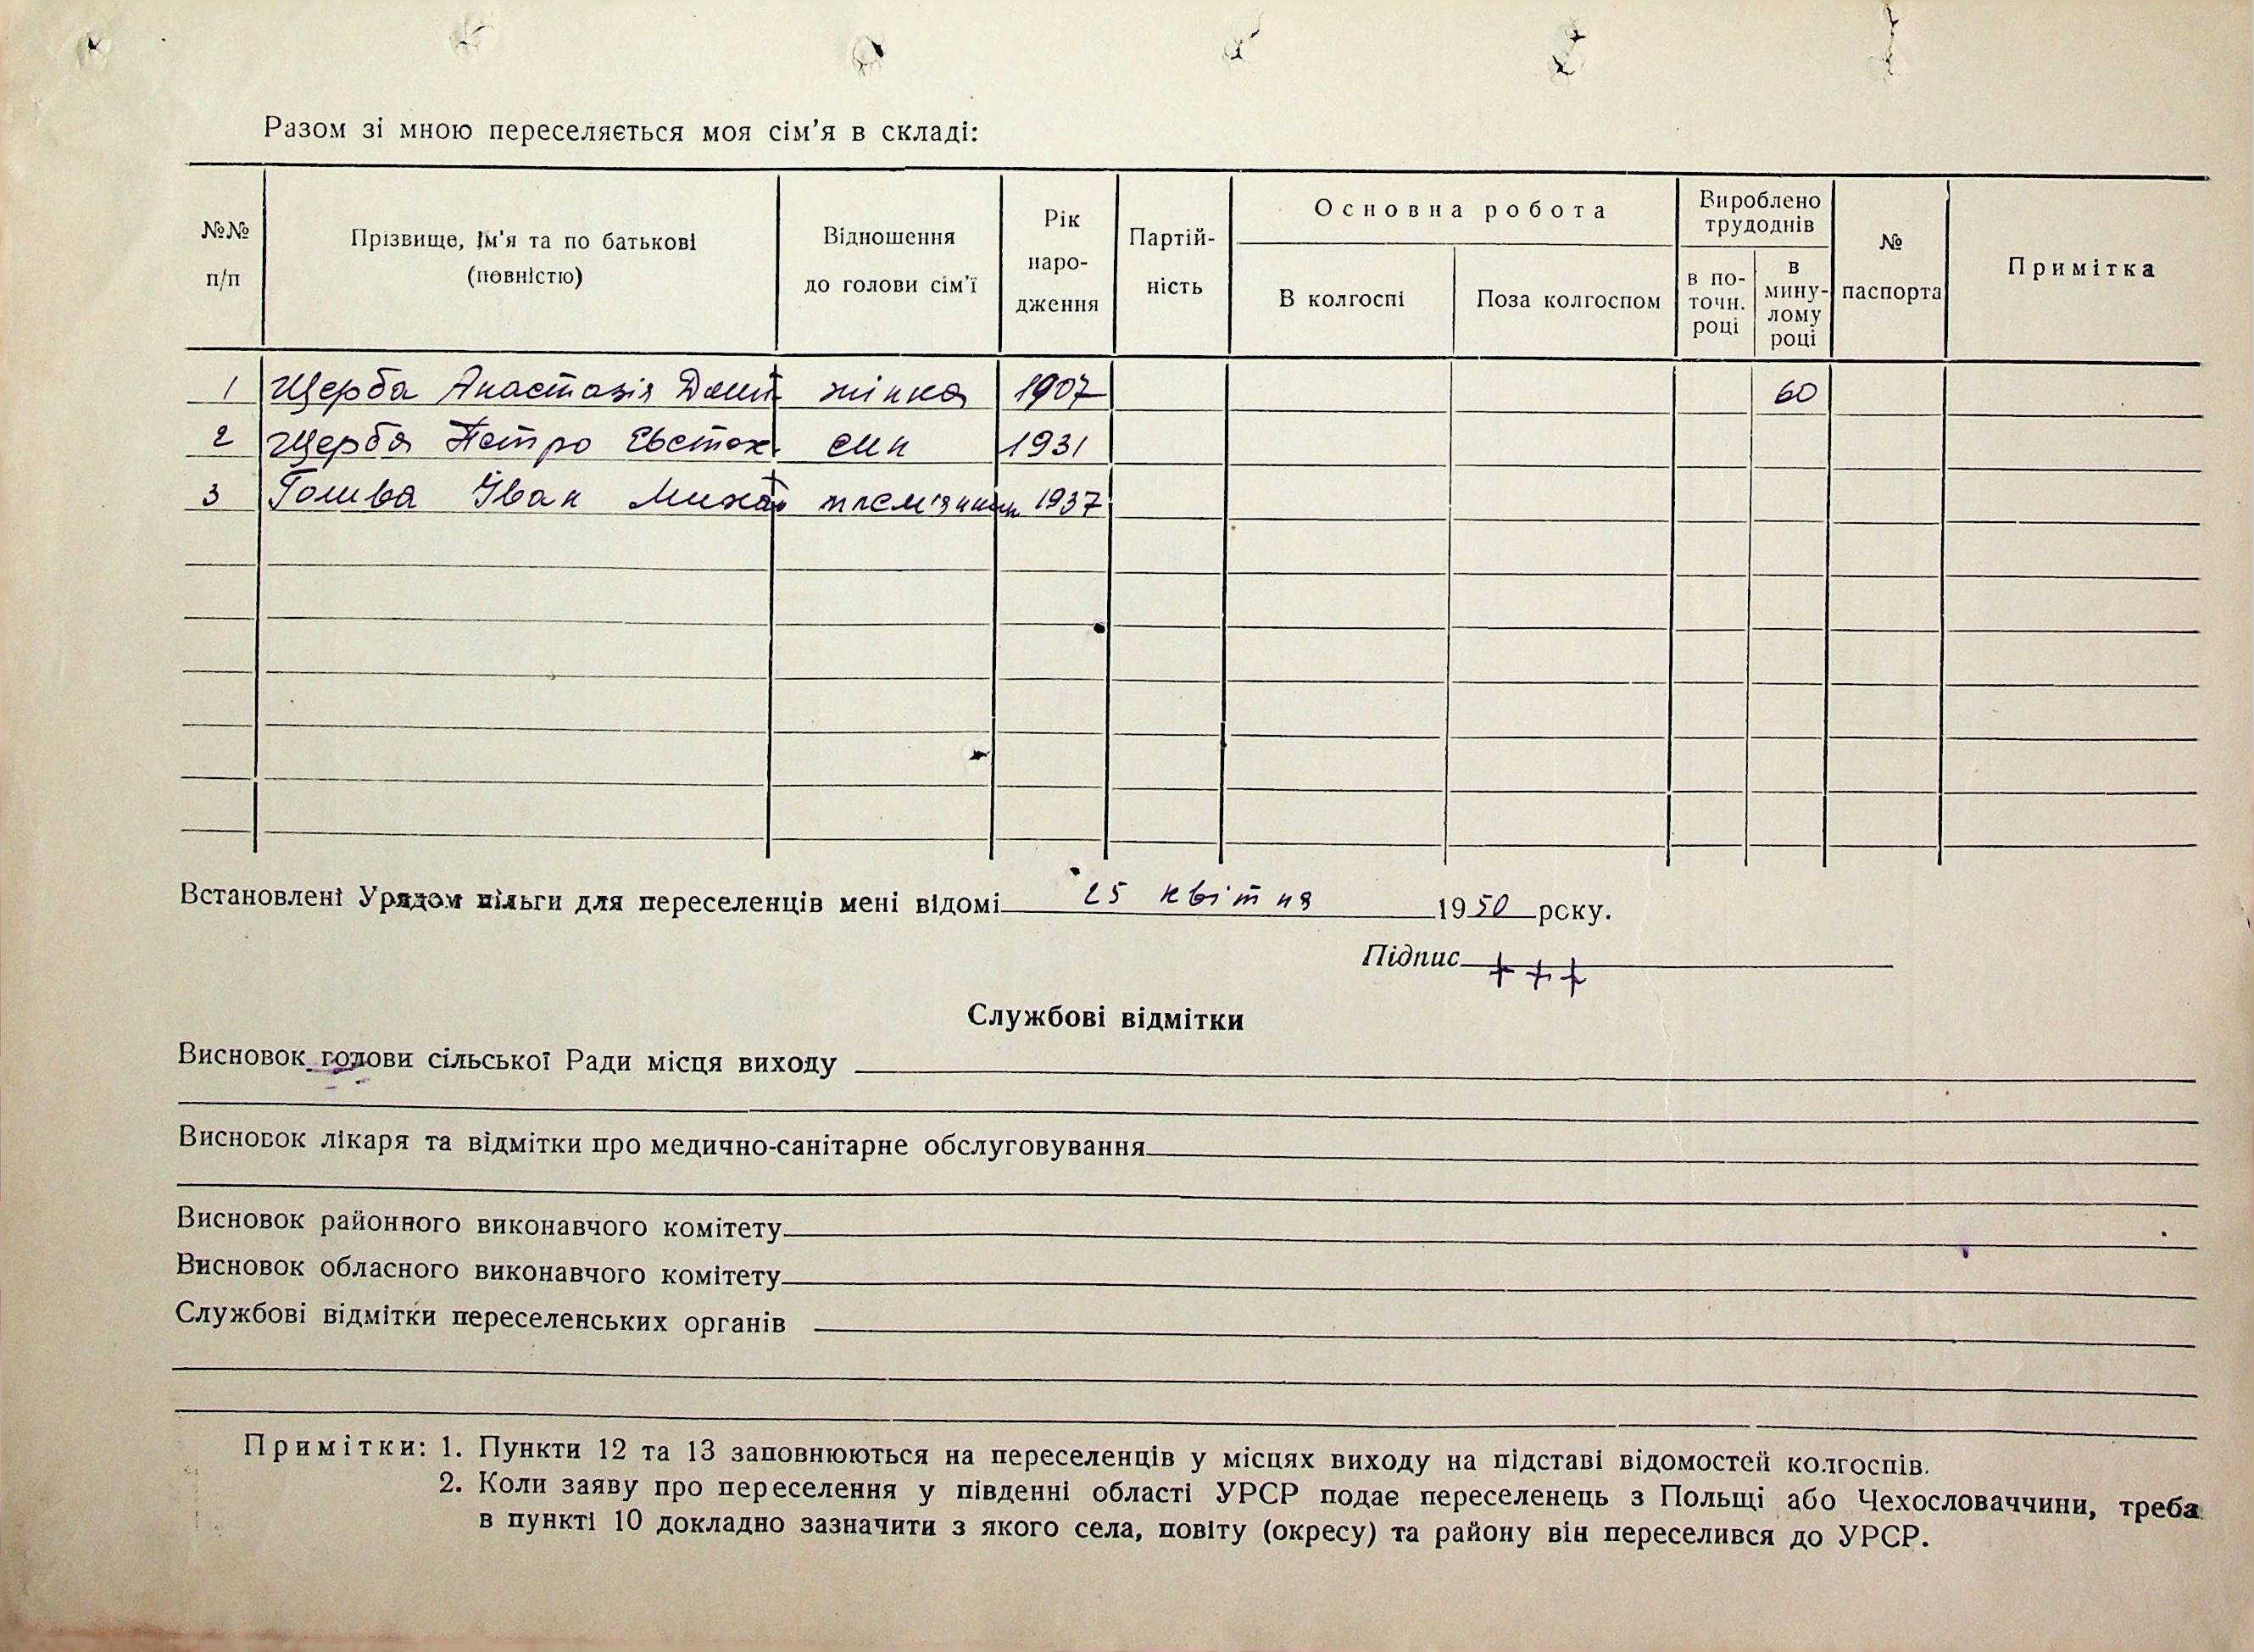 Разом зі мною переселяється моя сім'я в складі:
№№ п/п | Прізвище, Ім'я та по батькові (повністю) | Відношення до голови сім'ї | Рік народження | Партійність | Основна робота: В колгоспі | Поза колгоспом | Вироблено трудоднів: в поточн. році | в минулому році | № паспорта | Примітка
1 Щерба Анастазія жінка 1907 60
2 Щерба Петро Евстах. син 1931
3 Голива Іван Миха племʼянник 1937
Встановлені Урядом пільги для переселенців мені відомі 25 квітня 1950 року.
Підпис + + +
Службові відмітки
Висновок голови сільської Ради місця виходу
Висновок лікаря та відмітки про медично-санітарне обслуговування
Висновок районного виконавчого комітету
Висновок обласного виконавчого комітету
Службові відмітки переселенських органів
Примітки: 1. Пункти 12 та 13 заповнюються на переселенців у місцях виходу на підставі відомостей колгоспів.
2. Коли заяву про переселення у південні області УРСР подає переселенець з Польщі або Чехословаччини, треба
в пункті 10 докладно зазначити з якого села, повіту (окресу) та району він переселився до УРСР.